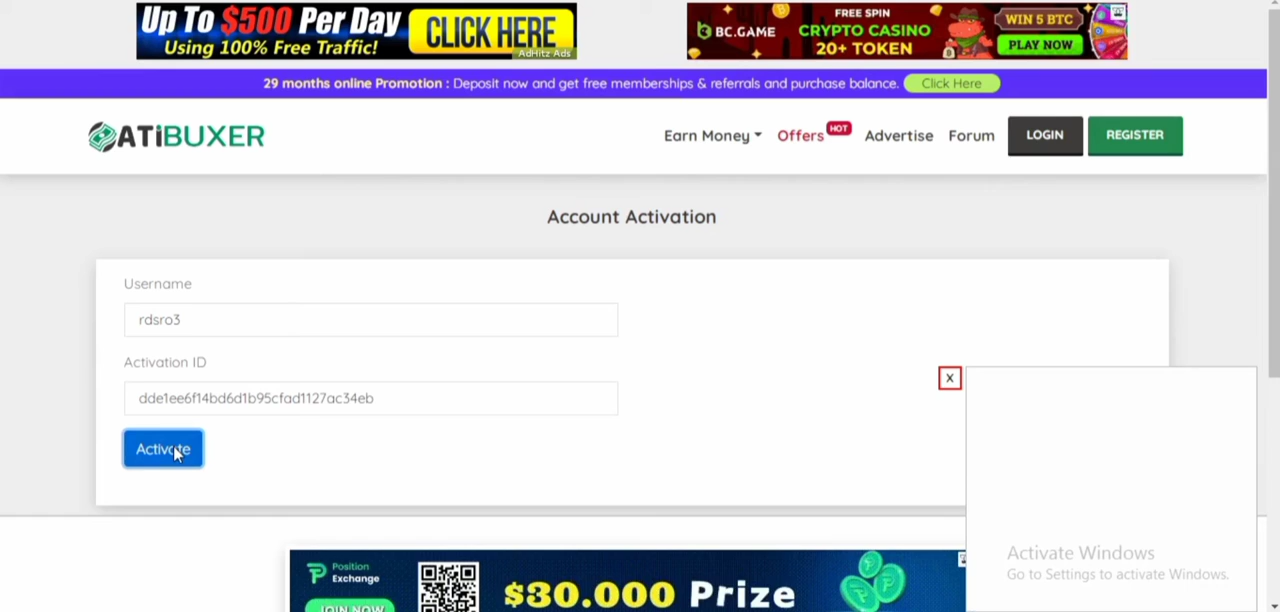 Up To $500 Per Day
Using 100% Free Traffic!
CLICK HERE
AdHitz Ads
BC.GAME
FREE SPIN
CRYPTO CASINO
20+ TOKEN
WIN 5 BTC
PLAY NOW
29 months online Promotion : Deposit now and get free memberships & referrals and purchase balance. Click Here
ATiBUXER
Earn Money Offers HOT Advertise Forum LOGIN REGISTER
Account Activation
Username
rdsro3
Activation ID
dde1ee6f14bd6d1b95cfad1127ac34eb
X
Activate
Activate Windows
Go to Settings to activate Windows.
Position
Exchange
JOIN NOW
$30.000 Prize